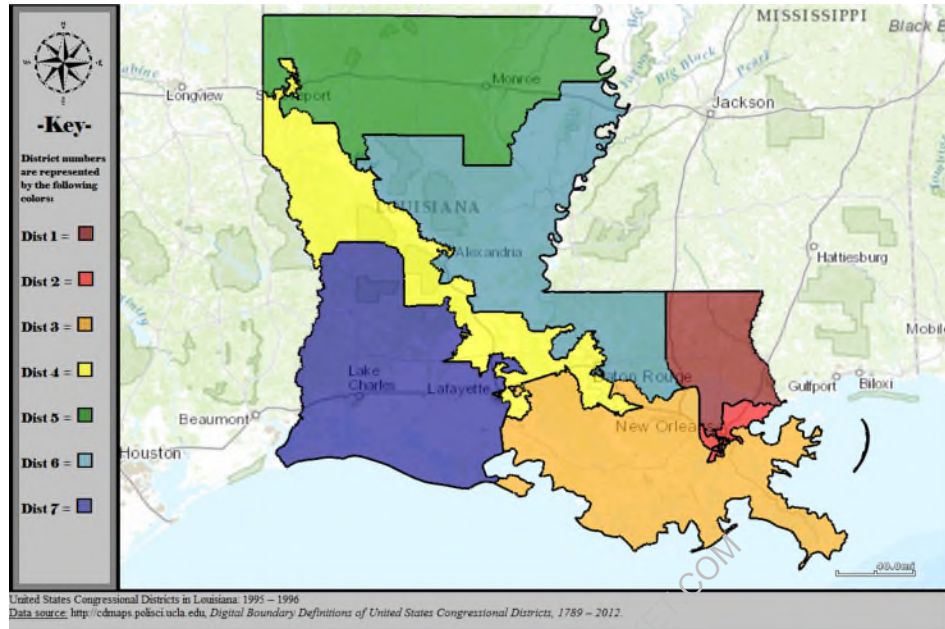 MISSISSIPPI
Black B
Big Black
Pearl
Longview
Monroe
Jackson
-Key-
District numbers
are represented
by the following
colors:
LOUISIANA
Dist 1 =
Alexandria
Hattiesburg
Dist 2 =
Dist 3 =
Mobile
Dist 4 =
Lake
Charles
Lafayette
Baton Rouge
Gulfport
Biloxi
Dist 5 =
Beaumont
New Orleans
Houston
Dist 6 =
Dist 7 =
40.0mi
United States Congressional Districts in Louisiana: 1995 – 1996
Data source: http://cdmaps.polisci.ucla.edu, Digital Boundary Definitions of United States Congressional Districts, 1789 – 2012.